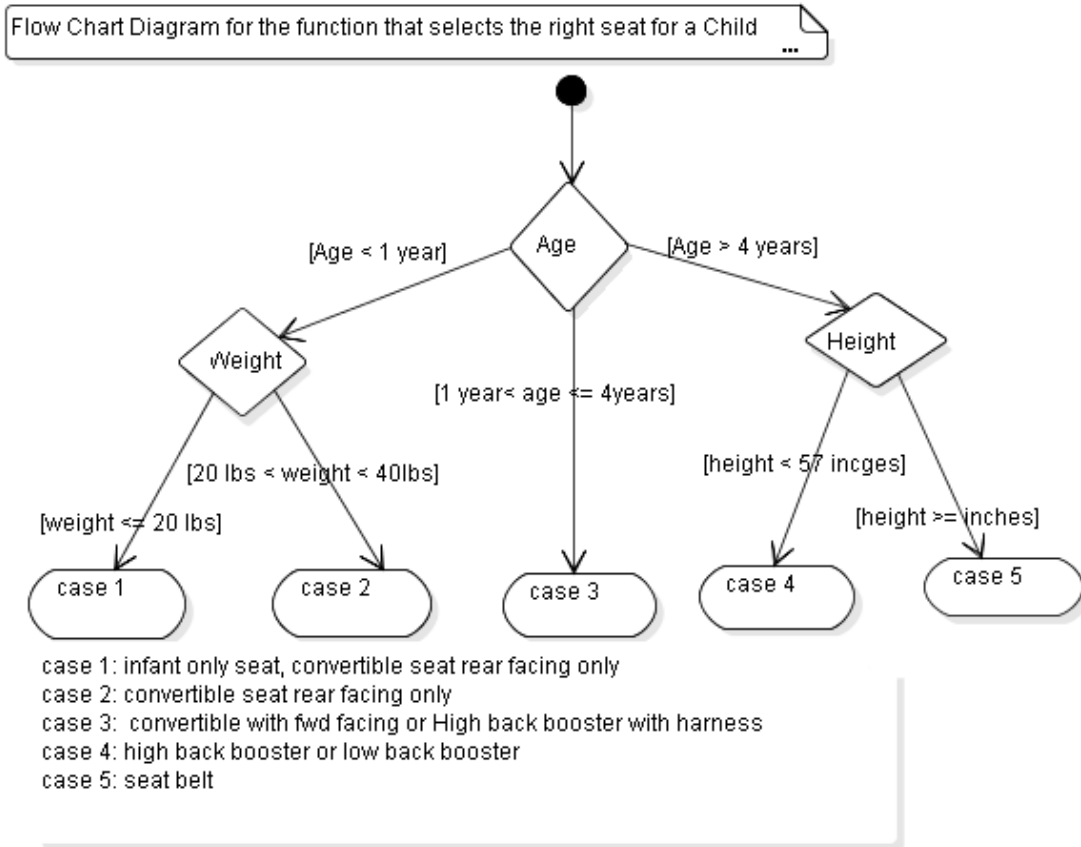 Flow Chart Diagram for the function that selects the right seat for a Child
...
Age
[Age < 1 year]
[Age > 4 years]
Weight
Height
[1 year< age <= 4years]
[20 lbs < weight < 40lbs]
[height < 57 incges]
[weight <= 20 lbs]
[height >= inches]
case 1
case 2
case 3
case 4
case 5
case 1: infant only seat, convertible seat rear facing only
case 2: convertible seat rear facing only
case 3:  convertible with fwd facing or High back booster with harness
case 4: high back booster or low back booster
case 5: seat belt